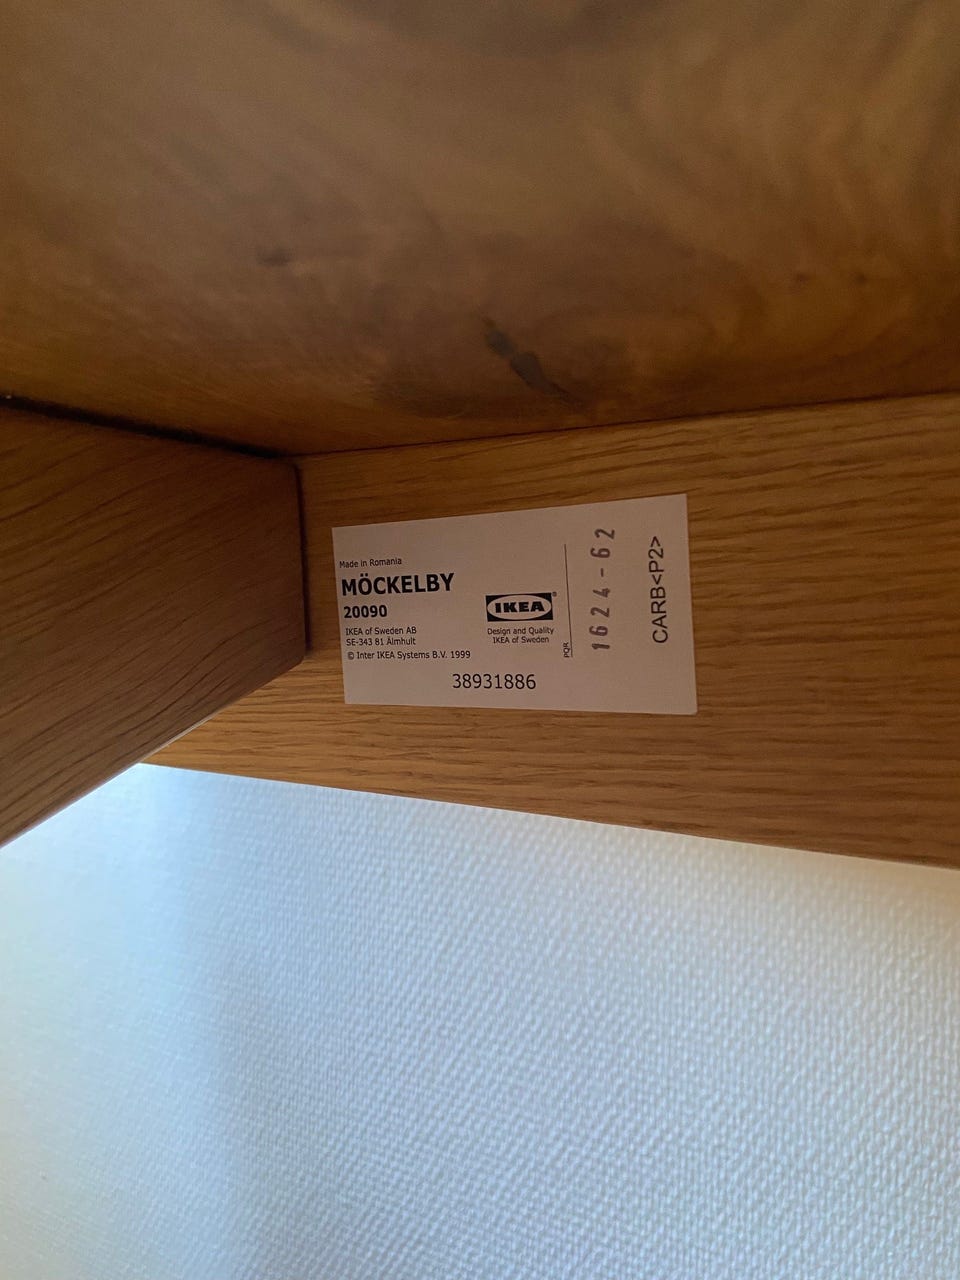 Made in Romania
MÖCKELBY
20090
IKEA of Sweden AB
SE-343 81 Älmhult
© Inter IKEA Systems B.V. 1999
IKEA®
Design and Quality
IKEA of Sweden
38931886
PQR
1624-62
CARB<P2>